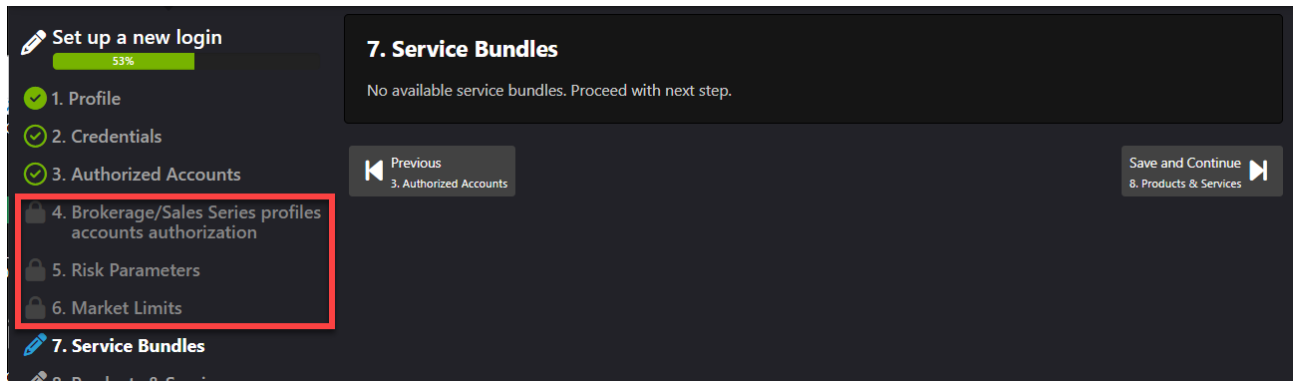 Set up a new login
53%
1. Profile
2. Credentials
3. Authorized Accounts
4. Brokerage/Sales Series profiles
accounts authorization
5. Risk Parameters
6. Market Limits
7. Service Bundles
7. Service Bundles
No available service bundles. Proceed with next step.
Previous
3. Authorized Accounts
Save and Continue
8. Products & Services